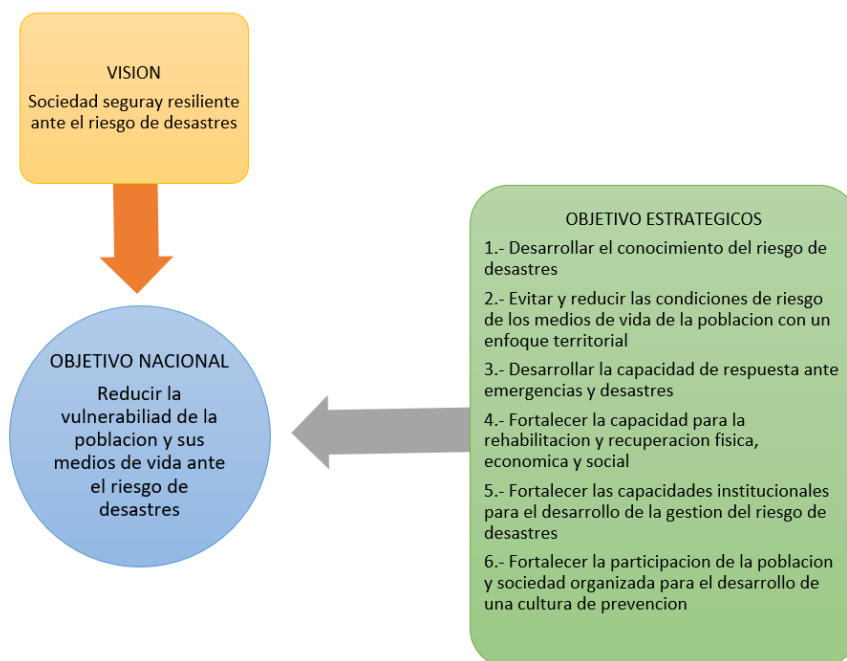 VISION
Sociedad seguray resiliente
ante el riesgo de desastres
OBJETIVO NACIONAL
Reducir la
vulnerabiliad de la
poblacion y sus
medios de vida ante
el riesgo de
desastres
OBJETIVO ESTRATEGICOS
1.- Desarrollar el conocimiento del riesgo de
desastres
2.- Evitar y reducir las condiciones de riesgo
de los medios de vida de la poblacion con un
enfoque territorial
3.- Desarrollar la capacidad de respuesta ante
emergencias y desastres
4.- Fortalecer la capacidad para la
rehabilitacion y recuperacion fisica,
economica y social
5.- Fortalecer las capacidades institucionales
para el desarrollo de la gestion del riesgo de
desastres
6.- Fortalecer la participacion de la poblacion
y sociedad organizada para el desarrollo de
una cultura de prevencion